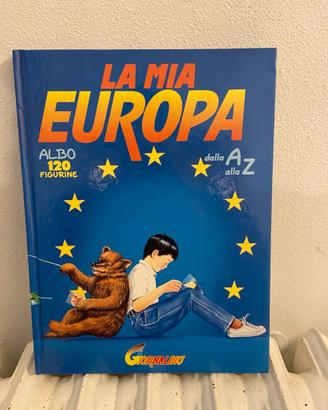 LA MIA
EUROPA
ALBO
120
FIGURINE
dalla A
alla Z
Giornalino